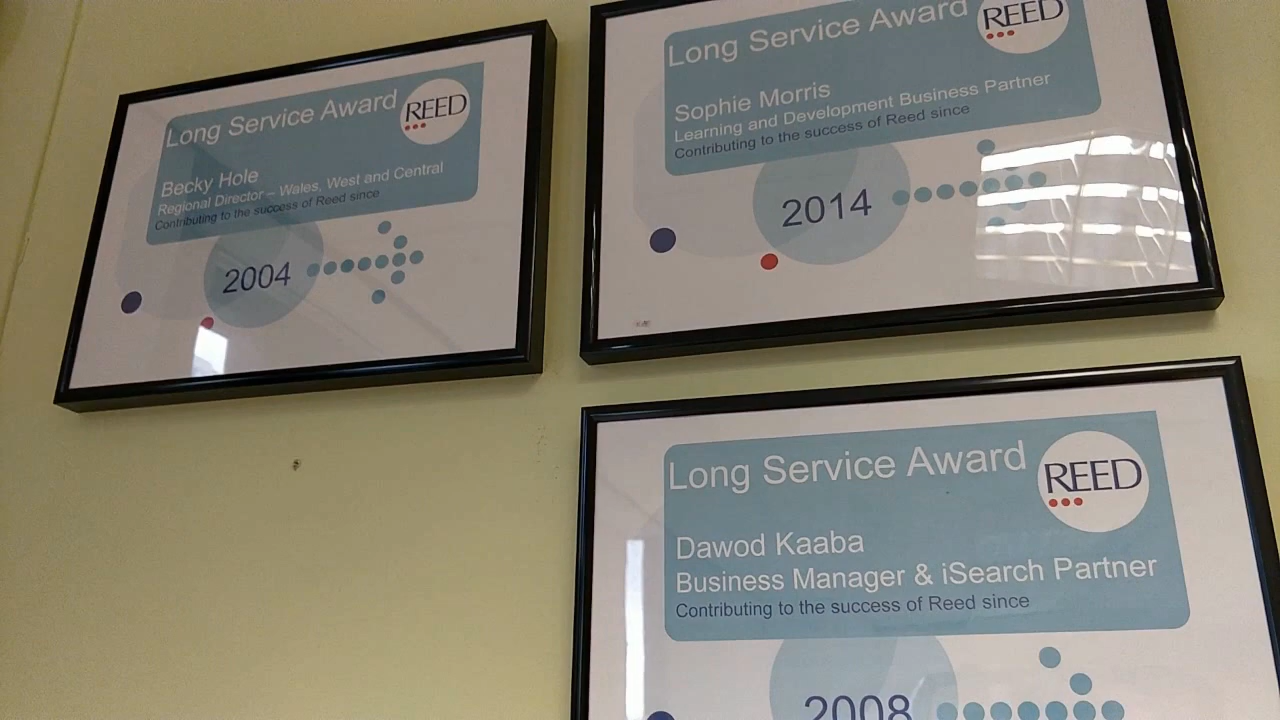 Long Service Award
REED
Becky Hole
Regional Director – Wales, West and Central
Contributing to the success of Reed since
2004
Long Service Award
REED
Sophie Morris
Learning and Development Business Partner
Contributing to the success of Reed since
2014
Long Service Award
REED
Dawod Kaaba
Business Manager & iSearch Partner
Contributing to the success of Reed since
2008